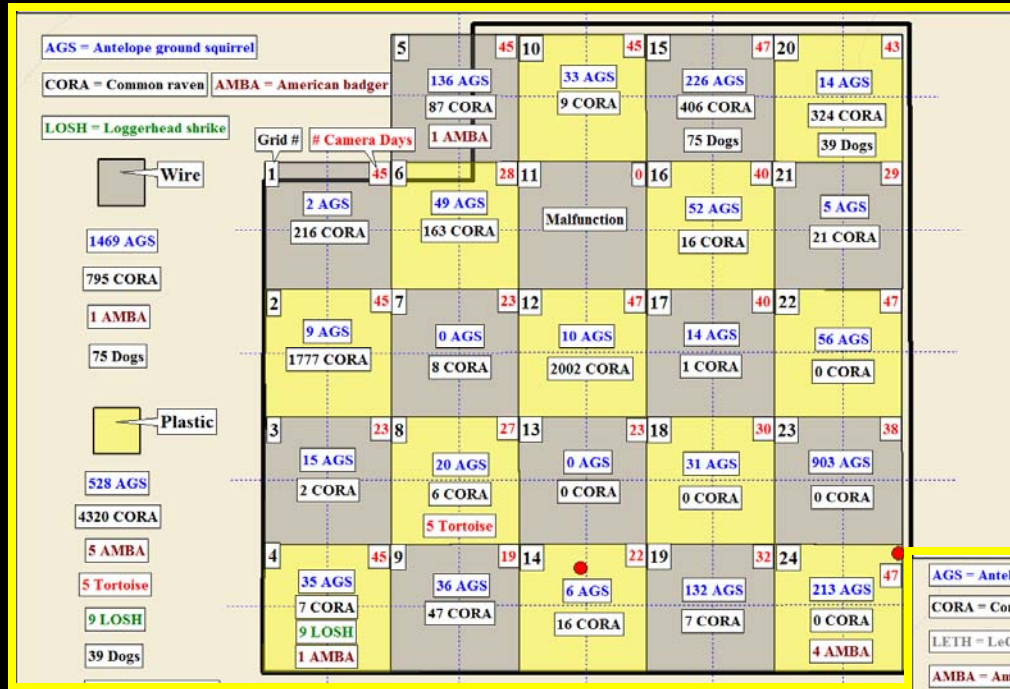 AGS = Antelope ground squirrel
CORA = Common raven
AMBA = American badger
LOSH = Loggerhead shrike
Grid #
# Camera Days
Wire
1469 AGS
795 CORA
1 AMBA
75 Dogs
Plastic
528 AGS
4320 CORA
5 AMBA
5 Tortoise
9 LOSH
39 Dogs
5 45
136 AGS
87 CORA
1 AMBA
10 45
33 AGS
9 CORA
15 47
226 AGS
406 CORA
75 Dogs
20 43
14 AGS
324 CORA
39 Dogs
1 45
2 AGS
216 CORA
6 28
49 AGS
163 CORA
11 0
Malfunction
16 40
52 AGS
16 CORA
21 29
5 AGS
21 CORA
2 45
9 AGS
1777 CORA
7 23
0 AGS
8 CORA
12 47
10 AGS
2002 CORA
17 40
14 AGS
1 CORA
22 47
56 AGS
0 CORA
3 23
15 AGS
2 CORA
8 27
20 AGS
6 CORA
5 Tortoise
13 23
0 AGS
0 CORA
18 30
31 AGS
0 CORA
23 38
903 AGS
0 CORA
4 45
35 AGS
7 CORA
9 LOSH
1 AMBA
9 19
36 AGS
47 CORA
14 22
6 AGS
16 CORA
19 32
132 AGS
7 CORA
24 47
213 AGS
0 CORA
4 AMBA
AGS = Antel
CORA = Co
LETH = Le
AMBA = Am